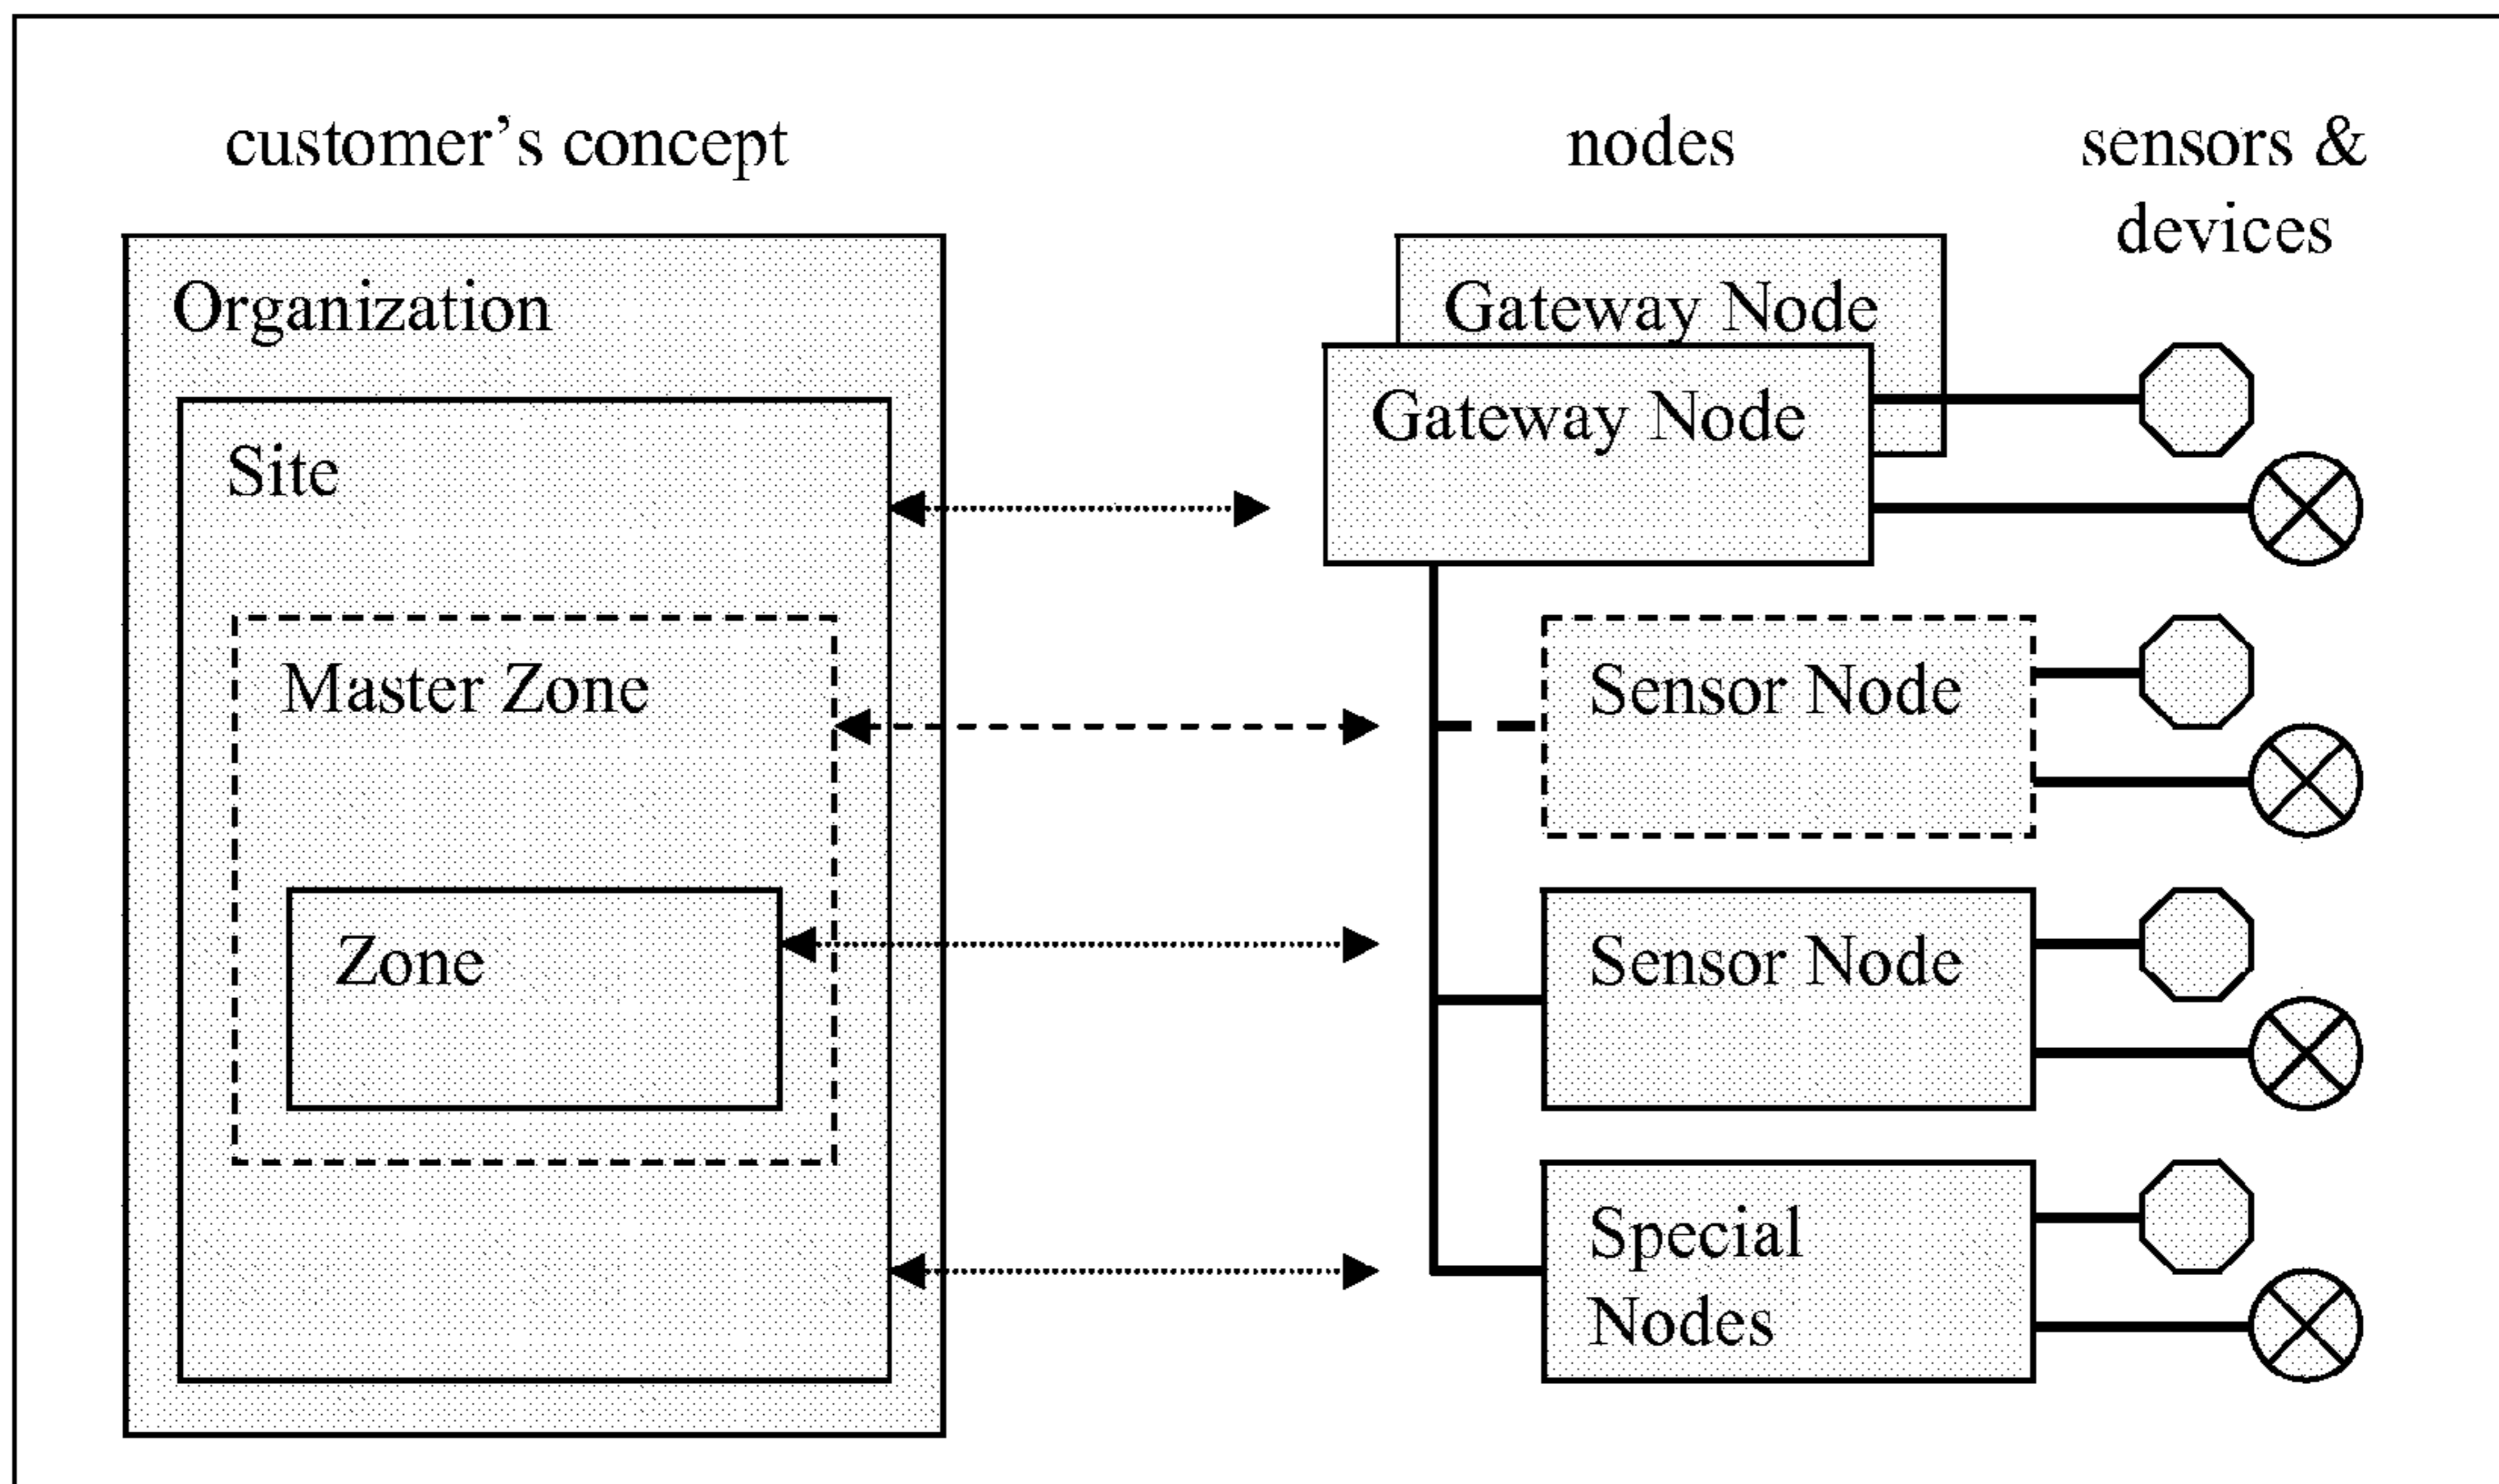 customer's concept
nodes
sensors &
devices
Organization
Site
Master Zone
Zone
Gateway Node
Gateway Node
Sensor Node
Sensor Node
Special
Nodes